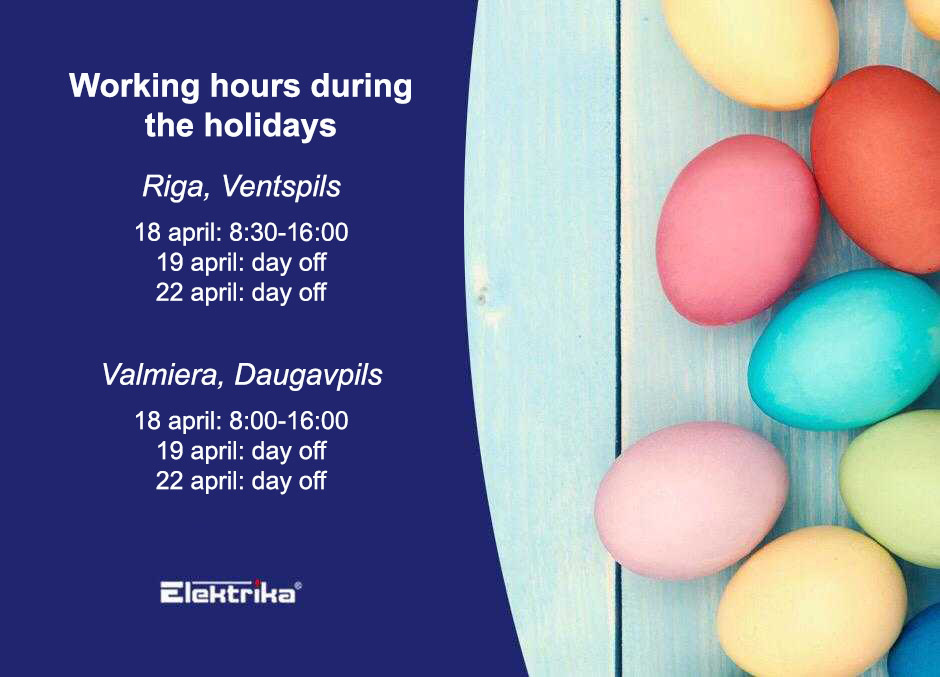 Working hours during
the holidays
Riga, Ventspils
18 april: 8:30-16:00
19 april: day off
22 april: day off
Valmiera, Daugavpils
18 april: 8:00-16:00
19 april: day off
22 april: day off
Elektrika®